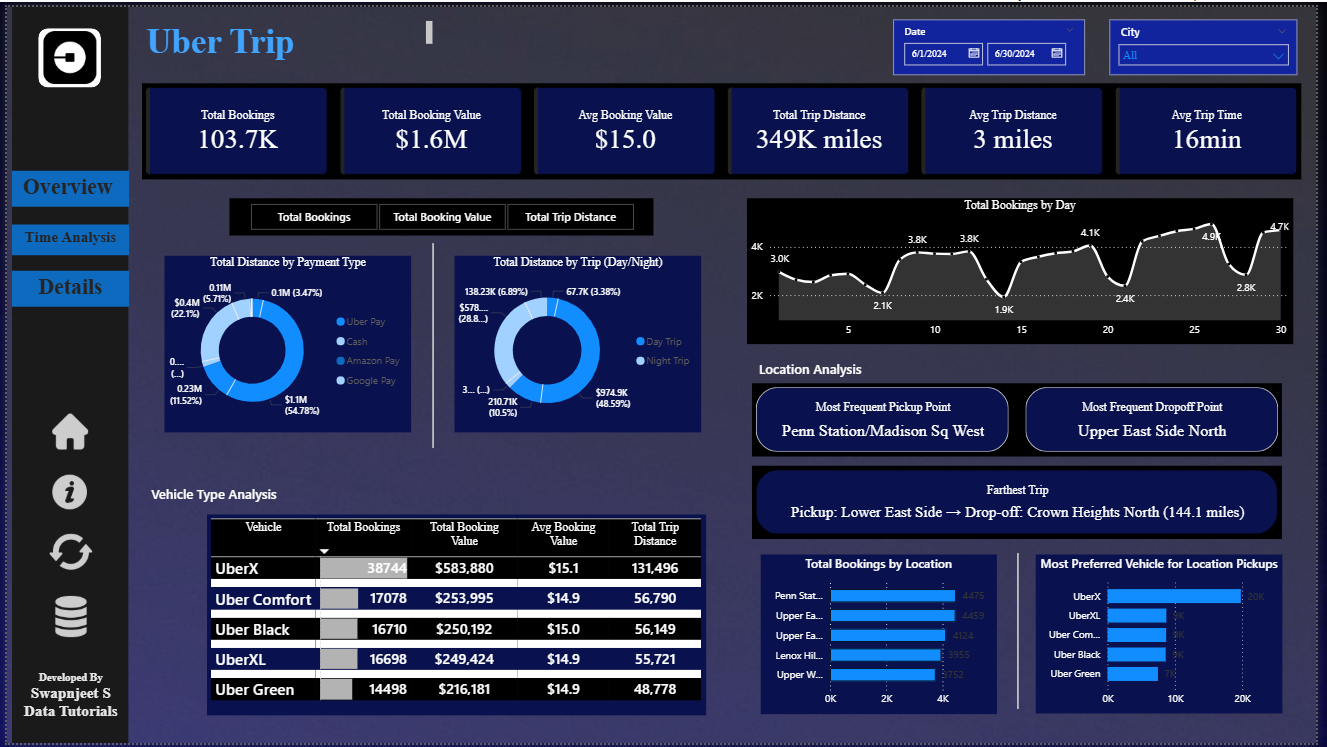 Uber Trip
Date
6/1/2024
6/30/2024
City
All
Total Bookings
103.7K
Total Booking Value
$1.6M
Avg Booking Value
$15.0
Total Trip Distance
349K miles
Avg Trip Distance
3 miles
Avg Trip Time
16min
Overview
Time Analysis
Details
Developed By
Swapnjeet S
Data Tutorials
Total Bookings
Total Booking Value
Total Trip Distance
Total Distance by Payment Type
0.11M
(5.71%)
0.1M (3.47%)
$0.4M
(22.1%)
0....
(...)
0.23M
(11.52%)
$1.1M
(54.78%)
Uber Pay
Cash
Amazon Pay
Google Pay
Total Distance by Trip (Day/Night)
138.23K (6.89%)
67.7K (3.38%)
$578....
(28.8...)
3... (...)
210.71K
(10.5%)
$974.9K
(48.59%)
Day Trip
Night Trip
Total Bookings by Day
4K
2K
3.0K
2.1K
3.8K
3.8K
1.9K
4.1K
2.4K
4.9K
2.8K
4.7K
5
10
15
20
25
30
Location Analysis
Most Frequent Pickup Point
Penn Station/Madison Sq West
Most Frequent Dropoff Point
Upper East Side North
Farthest Trip
Pickup: Lower East Side → Drop-off: Crown Heights North (144.1 miles)
Vehicle Type Analysis
Vehicle Total Bookings Total Booking Value Avg Booking Value Total Trip Distance
UberX 38744 $583,880 $15.1 131,496
Uber Comfort 17078 $253,995 $14.9 56,790
Uber Black 16710 $250,192 $15.0 56,149
UberXL 16698 $249,424 $14.9 55,721
Uber Green 14498 $216,181 $14.9 48,778
Total Bookings by Location
Penn Stat... 4475
Upper Ea... 4459
Upper Ea... 4124
Lenox Hil... 3955
Upper W... 3752
0K
2K
4K
Most Preferred Vehicle for Location Pickups
UberX 20K
UberXL
Uber Com...
Uber Black
Uber Green 7K
0K
10K
20K